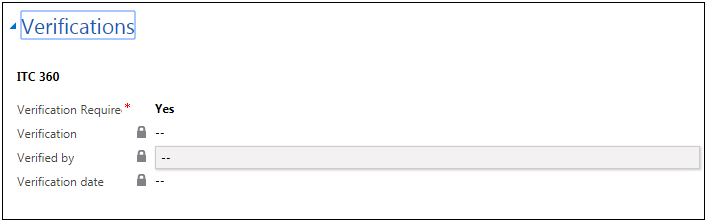 Verifications
ITC 360
Verification Require* Yes
Verification --
Verified by --
Verification date --